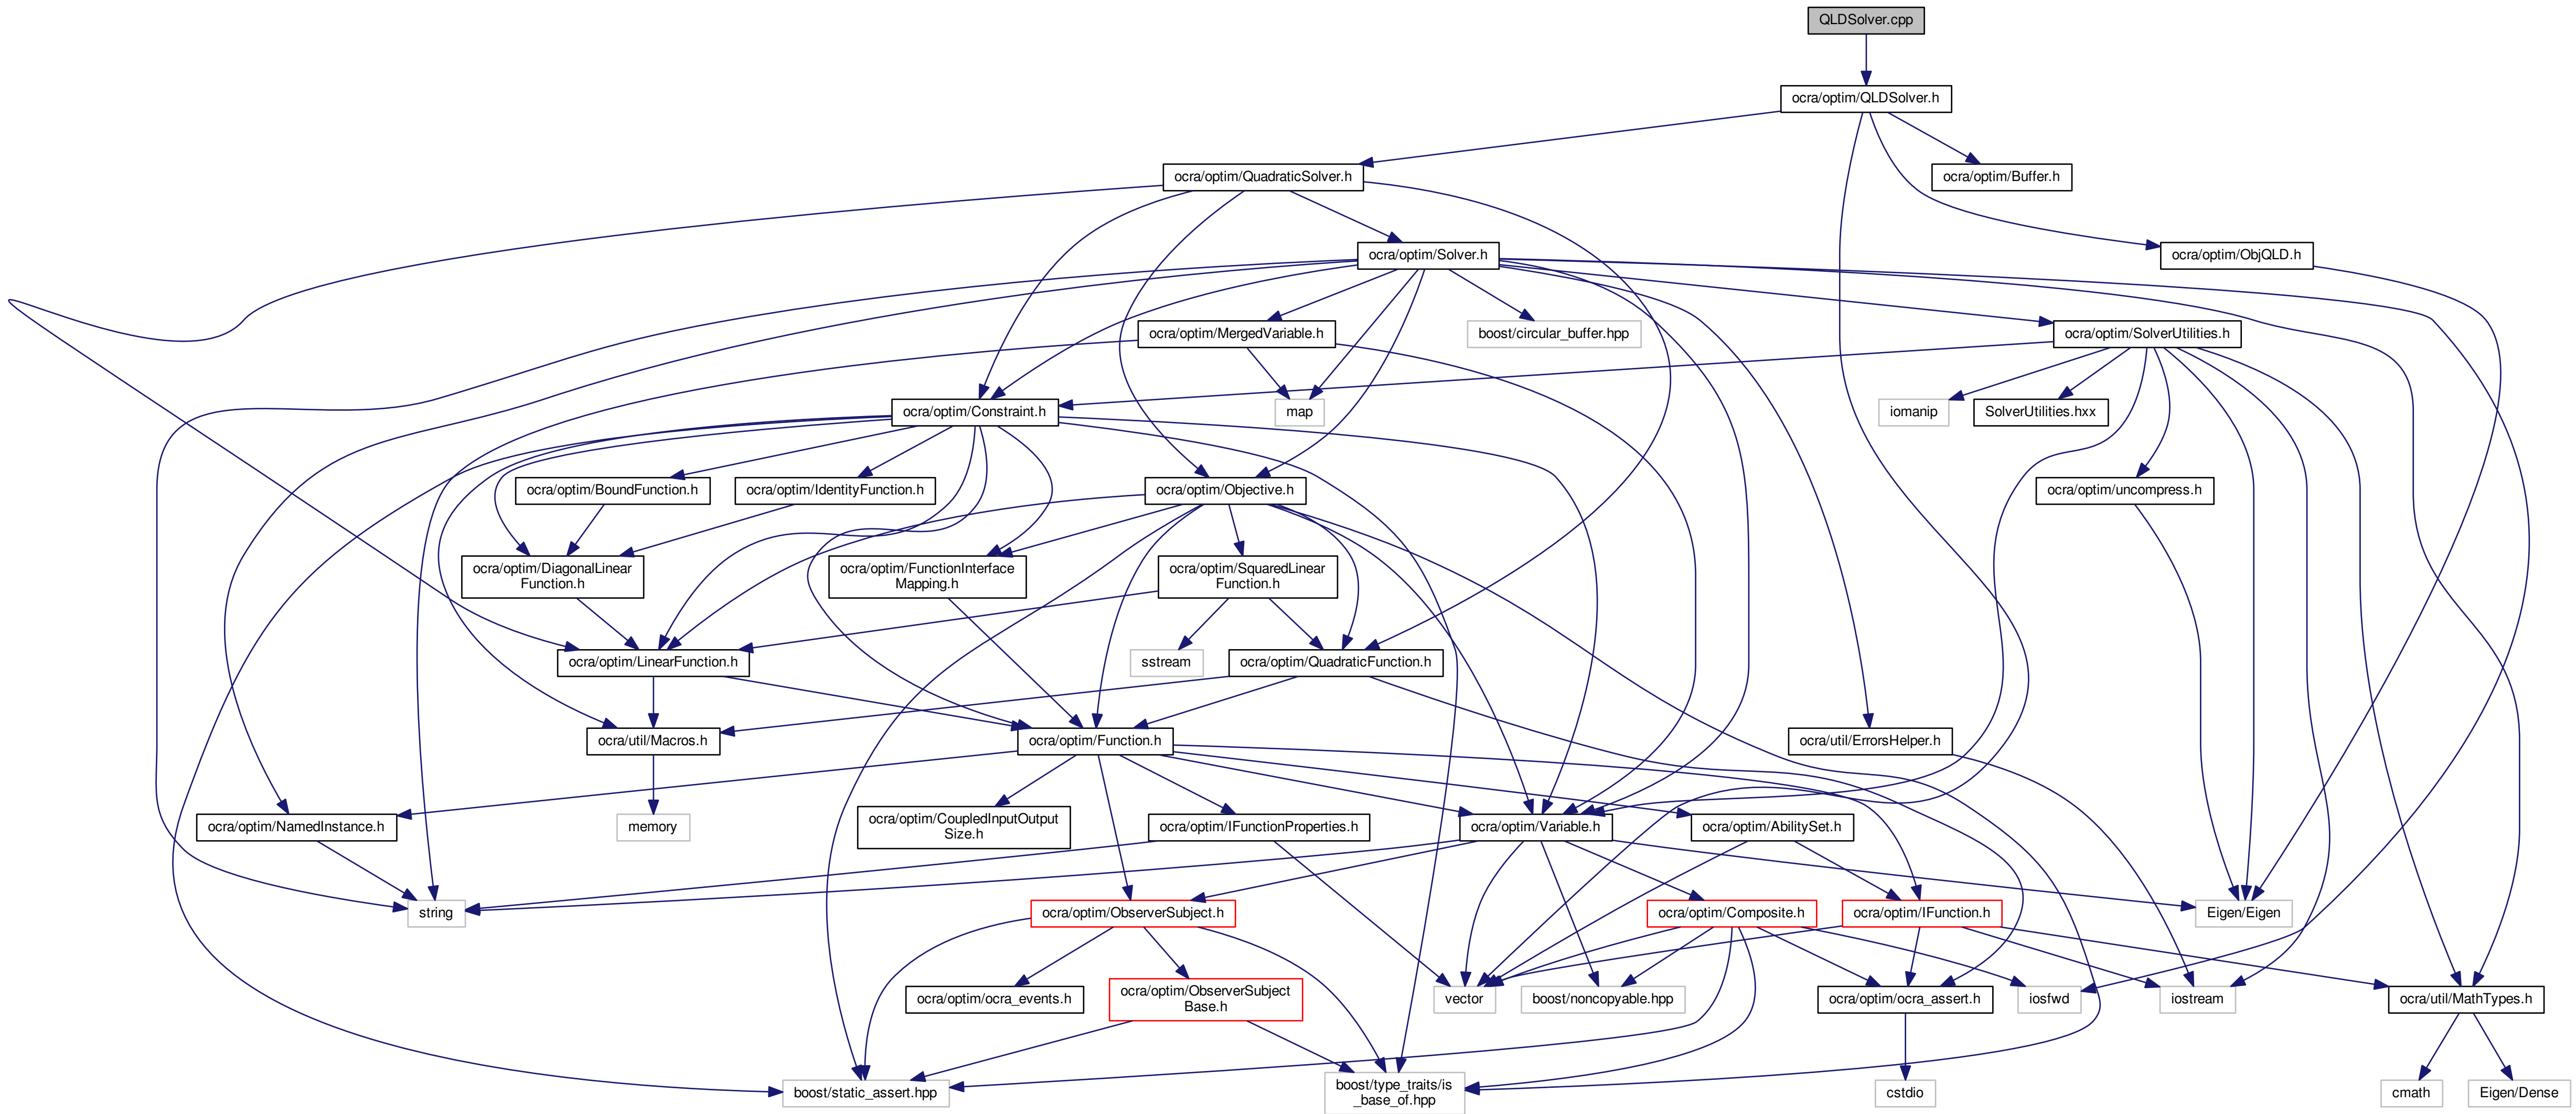 QLDSolver.cpp
ocra/optim/QLDSolver.h
ocra/optim/QuadraticSolver.h
ocra/optim/Buffer.h
ocra/optim/Solver.h
ocra/optim/ObjQLD.h
ocra/optim/MergedVariable.h
boost/circular_buffer.hpp
ocra/optim/SolverUtilities.h
ocra/optim/Constraint.h
map
iomanip
SolverUtilities.hxx
ocra/optim/BoundFunction.h
ocra/optim/IdentityFunction.h
ocra/optim/Objective.h
ocra/optim/uncompress.h
ocra/optim/DiagonalLinear
Function.h
ocra/optim/FunctionInterface
Mapping.h
ocra/optim/SquaredLinear
Function.h
ocra/optim/LinearFunction.h
sstream
ocra/optim/QuadraticFunction.h
ocra/util/Macros.h
ocra/optim/Function.h
ocra/util/ErrorsHelper.h
ocra/optim/NamedInstance.h
memory
ocra/optim/CoupledInputOutput
Size.h
ocra/optim/IFunctionProperties.h
ocra/optim/Variable.h
ocra/optim/AbilitySet.h
string
ocra/optim/ObserverSubject.h
ocra/optim/Composite.h
ocra/optim/IFunction.h
Eigen/Eigen
ocra/optim/ocra_events.h
ocra/optim/ObserverSubject
Base.h
vector
boost/noncopyable.hpp
ocra/optim/ocra_assert.h
iosfwd
iostream
ocra/util/MathTypes.h
boost/static_assert.hpp
boost/type_traits/is
_base_of.hpp
cstdio
cmath
Eigen/Dense